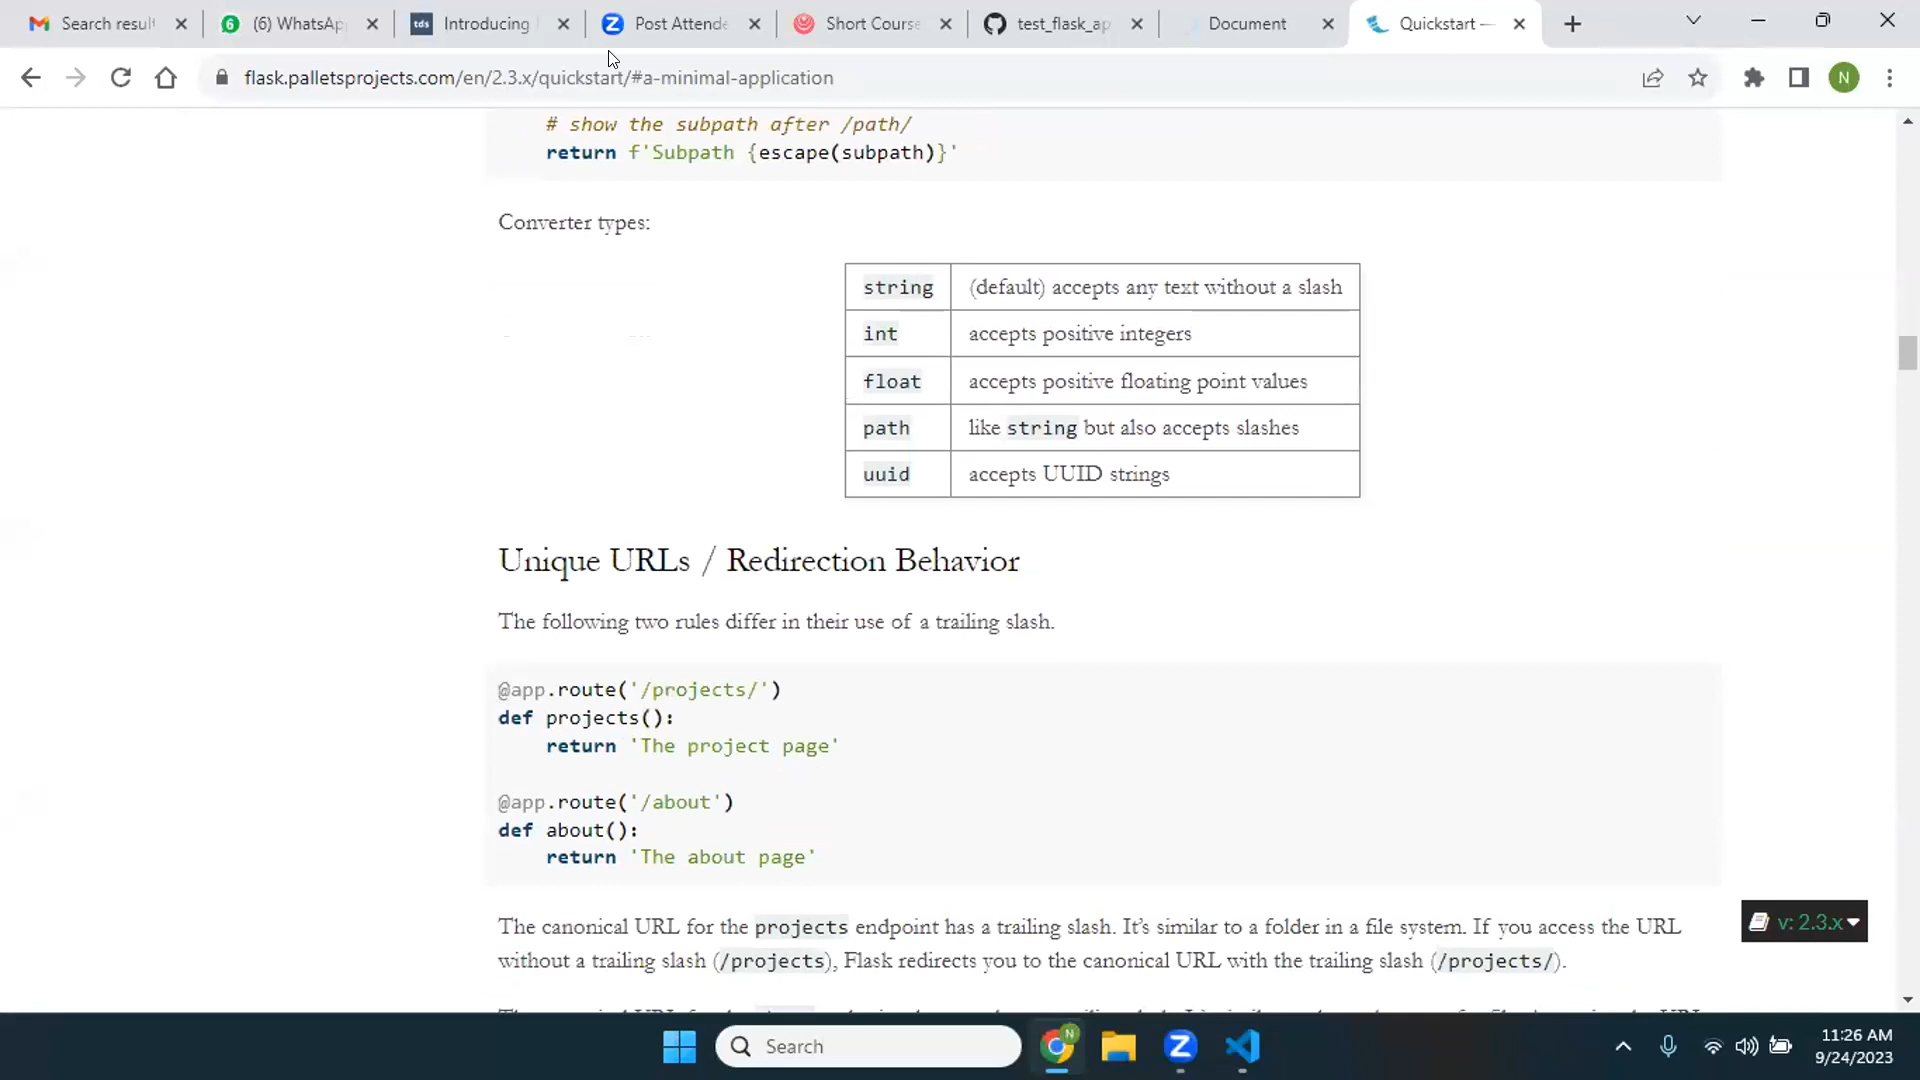 Search result
(6) WhatsAp
tds Introducing
Post Attende
Short Course
test_flask_ap
Document
Quickstart —
flask.palletsprojects.com/en/2.3.x/quickstart/#a-minimal-application
N
# show the subpath after /path/
return f'Subpath {escape(subpath)}'
Converter types:
string (default) accepts any text without a slash
int accepts positive integers
float accepts positive floating point values
path like string but also accepts slashes
uuid accepts UUID strings
Unique URLs / Redirection Behavior
The following two rules differ in their use of a trailing slash.
@app.route('/projects/')
def projects():
return 'The project page'
@app.route('/about')
def about():
return 'The about page'
The canonical URL for the projects endpoint has a trailing slash. It’s similar to a folder in a file system. If you access the URL
without a trailing slash (/projects), Flask redirects you to the canonical URL with the trailing slash (/projects/).
v: 2.3.x
Search
11:26 AM
9/24/2023